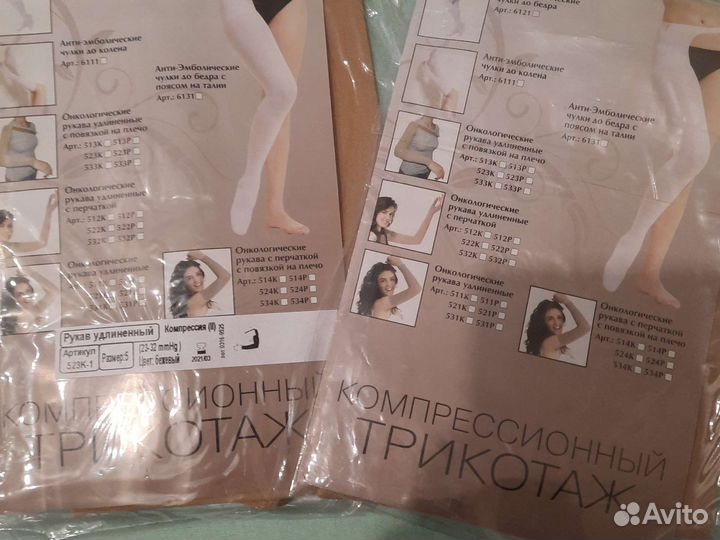 Анти-Эмболические
чулки до колена
Арт.: 6111
Анти-Эмболические
чулки до бедра с
поясом на талии
Арт.: 6131
Онкологические
рукава удлиненные
с повязкой на плечо
Арт.: 513К 513Р
523К 523Р
533К 533Р
Онкологические
рукава удлиненные
с перчаткой
Арт.: 512К 512Р
522К 522Р
532К 532Р
Онкологические
рукава удлиненные
Онкологические
рукава с перчаткой
с повязкой на плечо
Арт.: 514К 514Р
524К 524Р
534К 534Р
Рукав удлиненный Компрессия (II)
Артикул
523К-1
Размер:5
(23-32 mmHg)
Цвет: бежевый
2021/03
КОМПРЕССИОННЫЙ
ТРИКОТАЖ
до бедра
Арт.: 6121
Анти-Эмболические
чулки до колена
Арт.: 6111
Анти-Эмболические
чулки до бедра с
поясом на талии
Арт.: 6131
Онкологические
рукава удлиненные
с повязкой на плечо
Арт.: 513К 513Р
523К 523Р
533К 533Р
Онкологические
рукава удлиненные
с перчаткой
Арт.: 512К 512Р
522К 522Р
532К 532Р
Онкологические
рукава удлиненные
Арт.: 511К 511Р
521К 521Р
531К 531Р
Онкологические
рукава с перчаткой
с повязкой на плечо
Арт.: 514К 514Р
524К 524Р
534К 534Р
КОМПРЕССИОННЫЙ
ТРИКОТАЖ
Avito